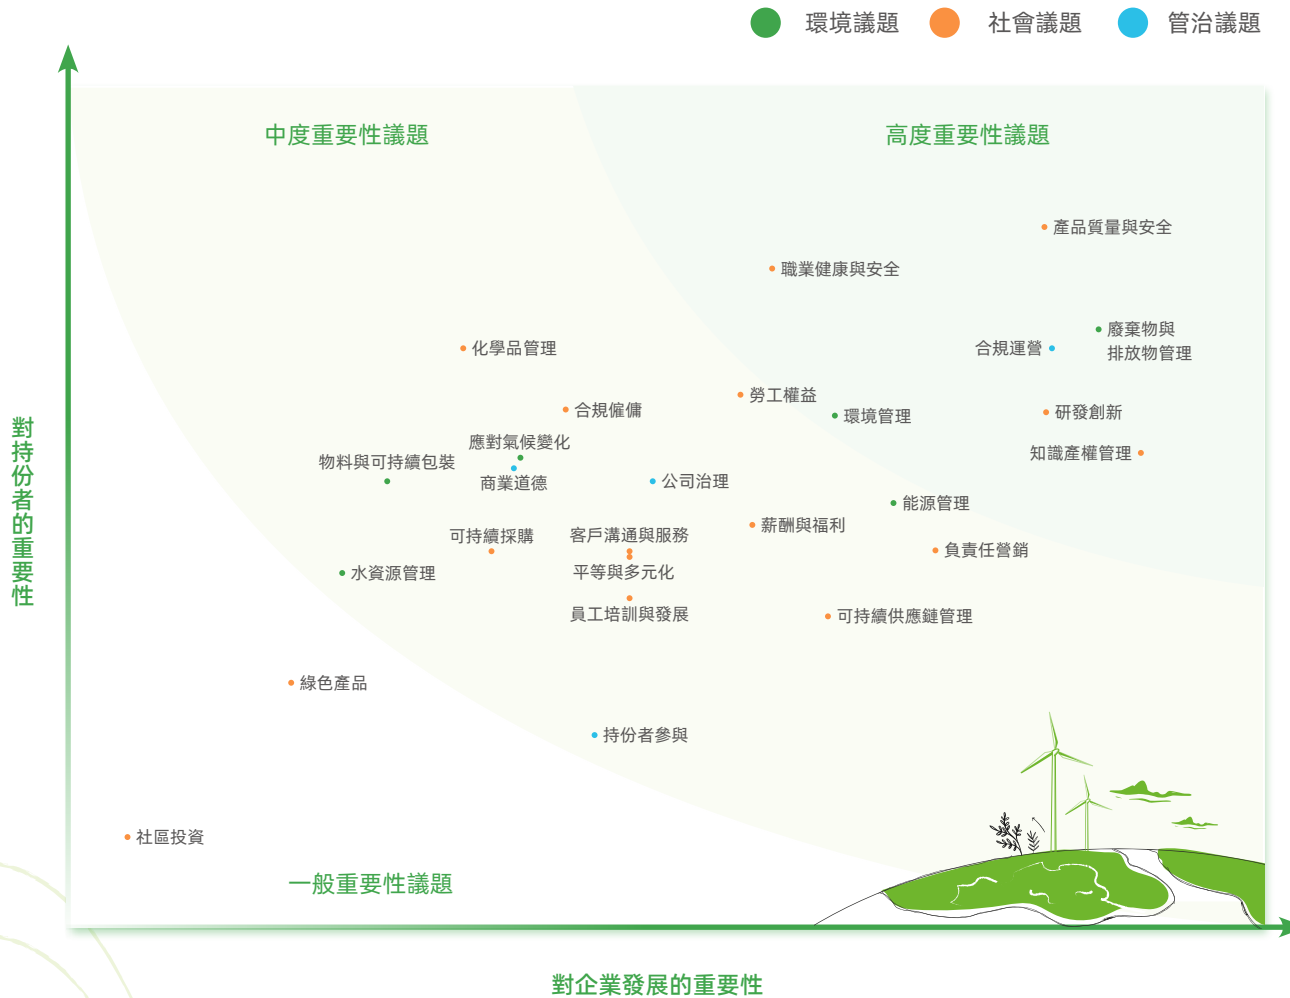 環境議題
社會議題
管治議題
中度重要性議題
高度重要性議題
產品質量與安全
職業健康與安全
廢棄物與
排放物管理
合規運營
化學品管理
勞工權益
合規僱傭
環境管理
研發創新
應對氣候變化
知識產權管理
物料與可持續包裝
商業道德
公司治理
能源管理
薪酬與福利
可持續採購
客戶溝通與服務
負責任營銷
水資源管理
平等與多元化
員工培訓與發展
可持續供應鏈管理
綠色產品
持份者參與
社區投資
一般重要性議題
對持份者的重要性
對企業發展的重要性